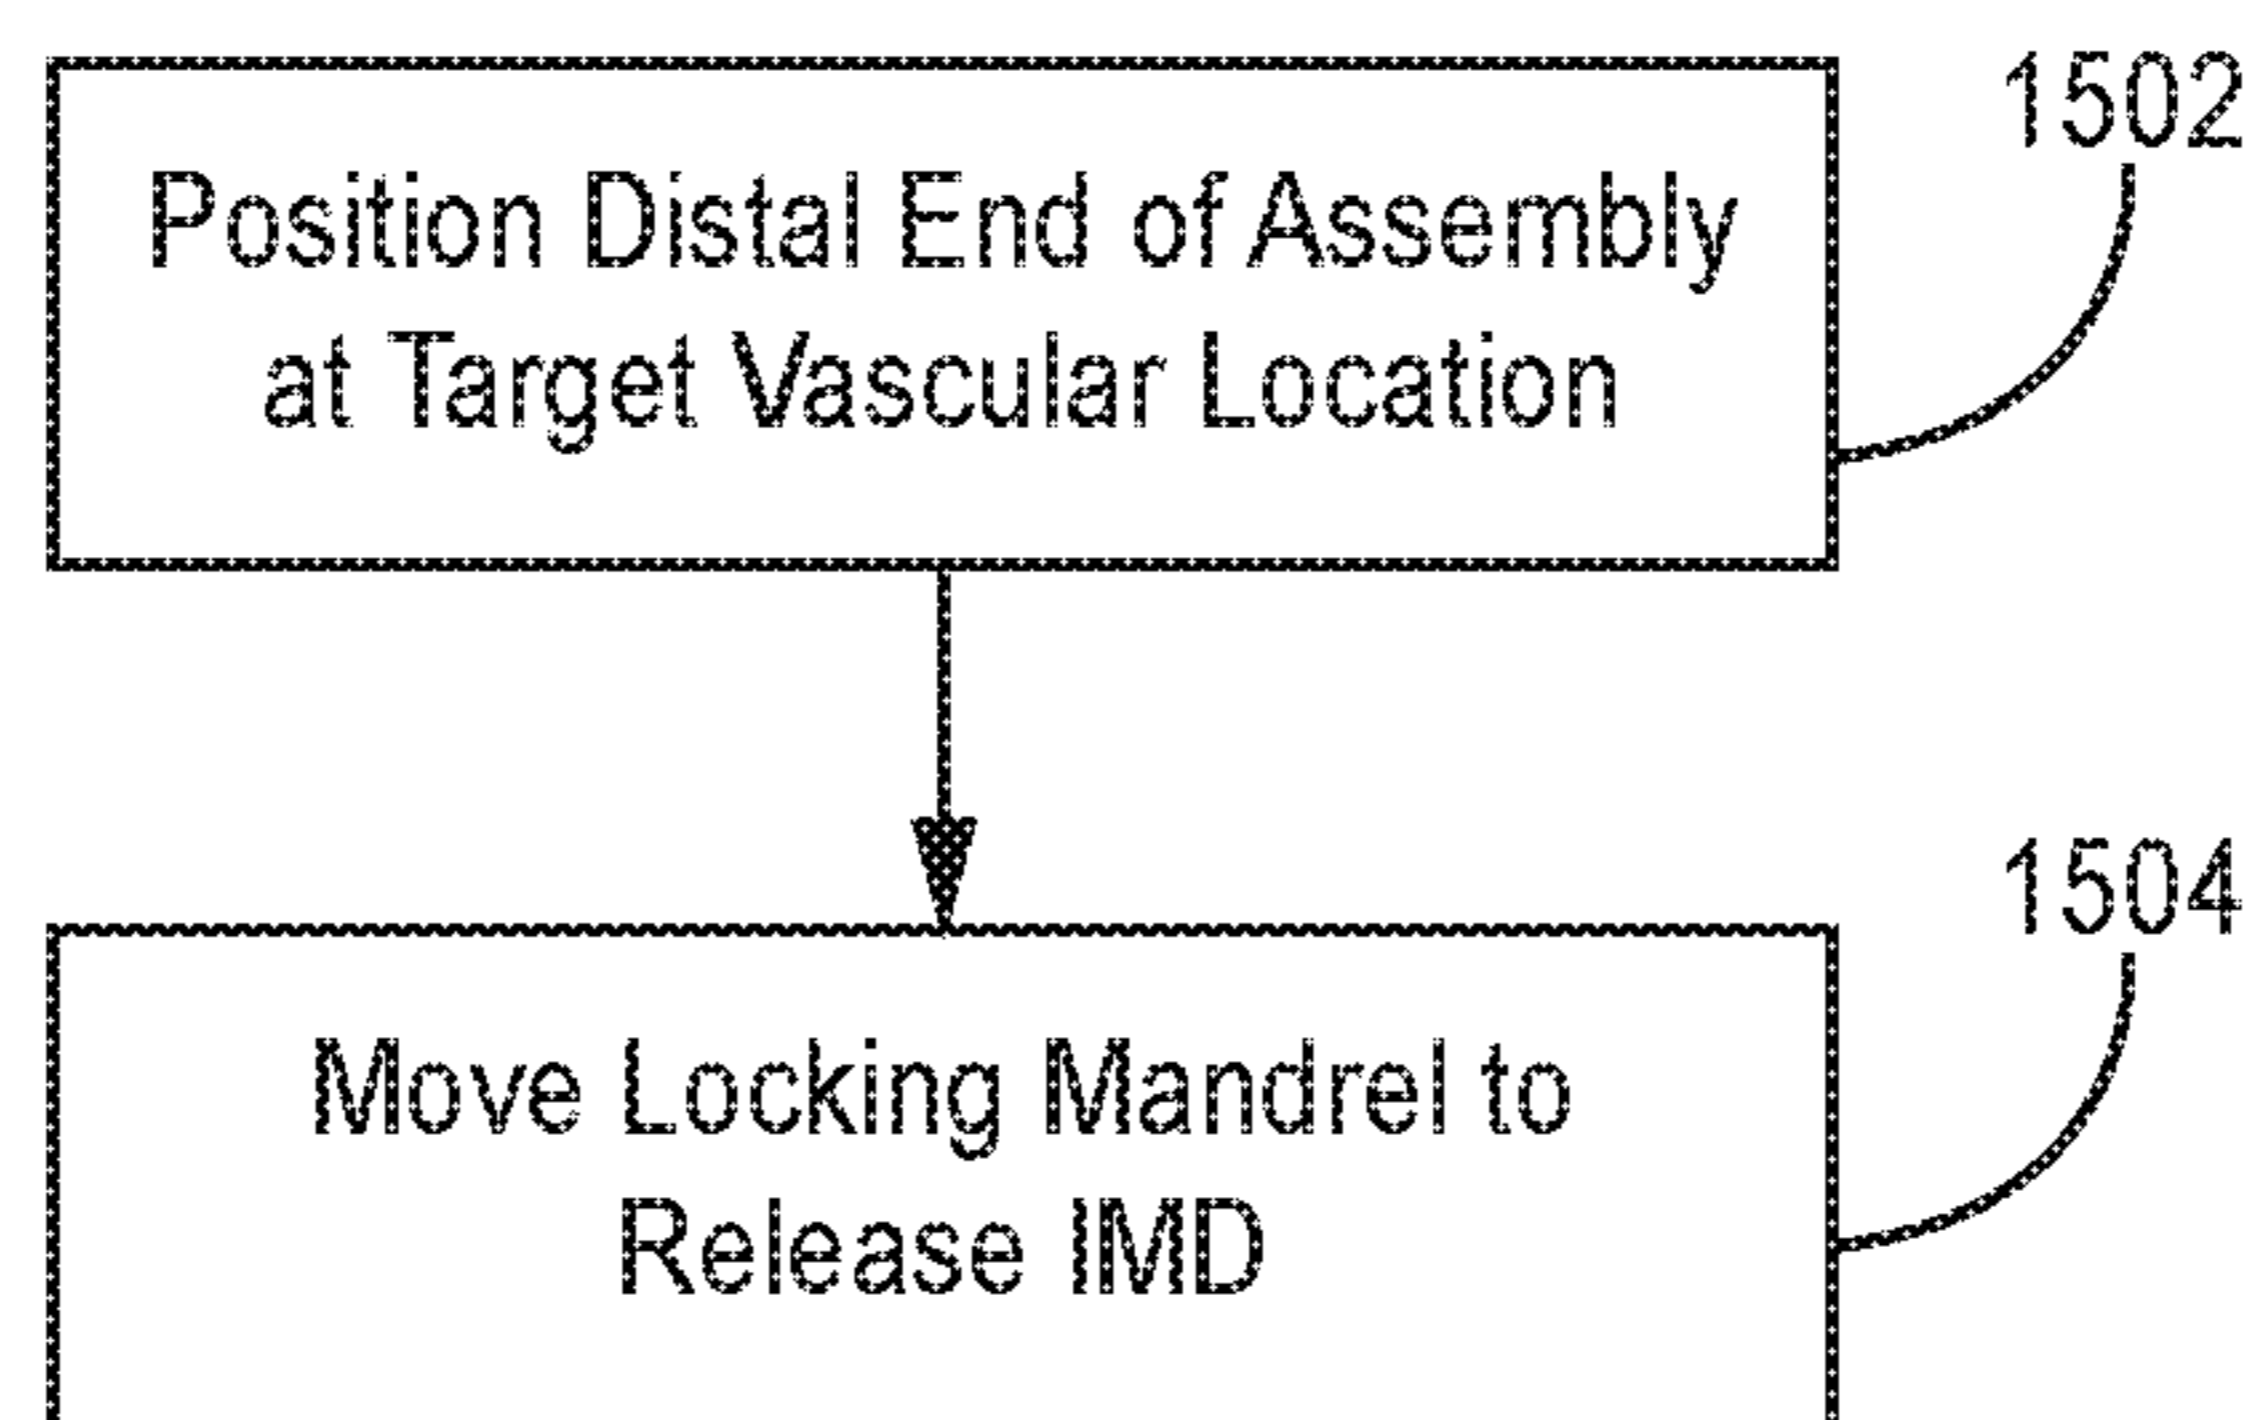 1502
Position Distal End of Assembly
at Target Vascular Location
1504
Move Locking Mandrel to
Release IMD